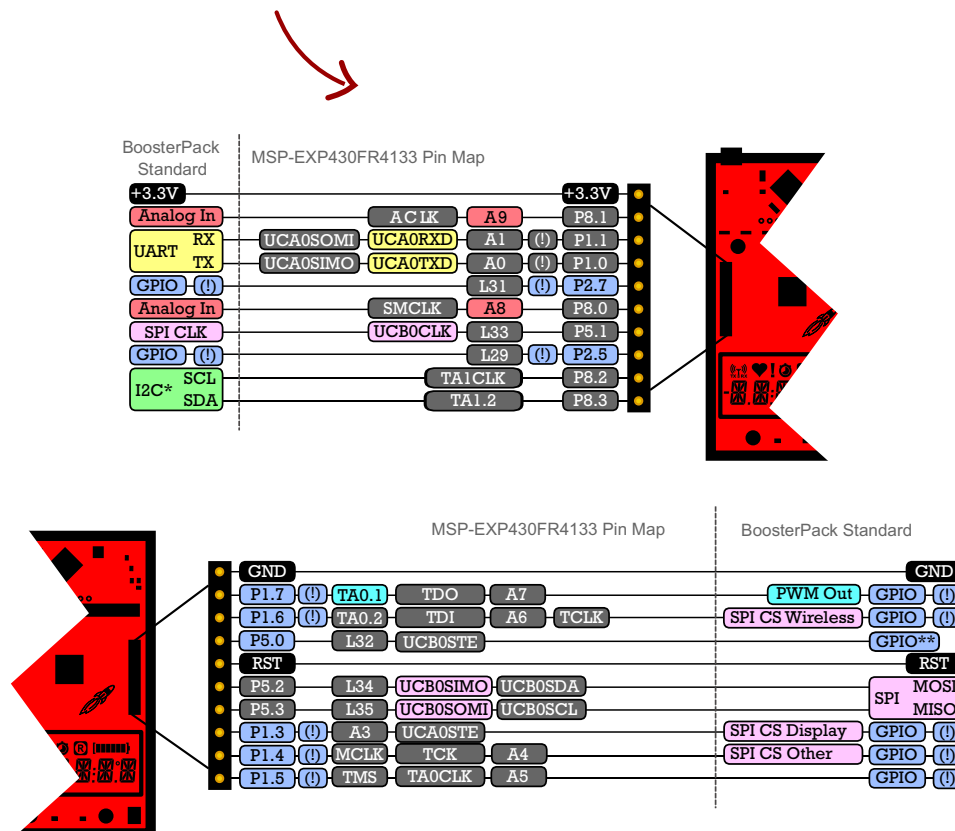 BoosterPack
Standard
MSP-EXP430FR4133 Pin Map
+3.3V +3.3V
Analog In ACLK A9 P8.1
UART RX UCA0SOMI UCA0RXD A1 (!) P1.1
TX UCA0SIMO UCA0TXD A0 (!) P1.0
GPIO (!) L31 (!) P2.7
Analog In SMCLK A8 P8.0
SPI CLK UCB0CLK L33 P5.1
GPIO (!) L29 (!) P2.5
I2C* SCL TA1CLK P8.2
SDA TA1.2 P8.3
MSP-EXP430FR4133 Pin Map BoosterPack Standard
GND GND
P1.7 (!) TA0.1 TDO A7 PWM Out GPIO (!)
P1.6 (!) TA0.2 TDI A6 TCLK SPI CS Wireless GPIO (!)
P5.0 L32 UCB0STE GPIO**
RST RST
P5.2 L34 UCB0SIMO UCB0SDA SPI MOSI
P5.3 L35 UCB0SOMI UCB0SCL MISO
P1.3 (!) A3 UCA0STE SPI CS Display GPIO (!)
P1.4 (!) MCLK TCK A4 SPI CS Other GPIO (!)
P1.5 (!) TMS TA0CLK A5 GPIO (!)